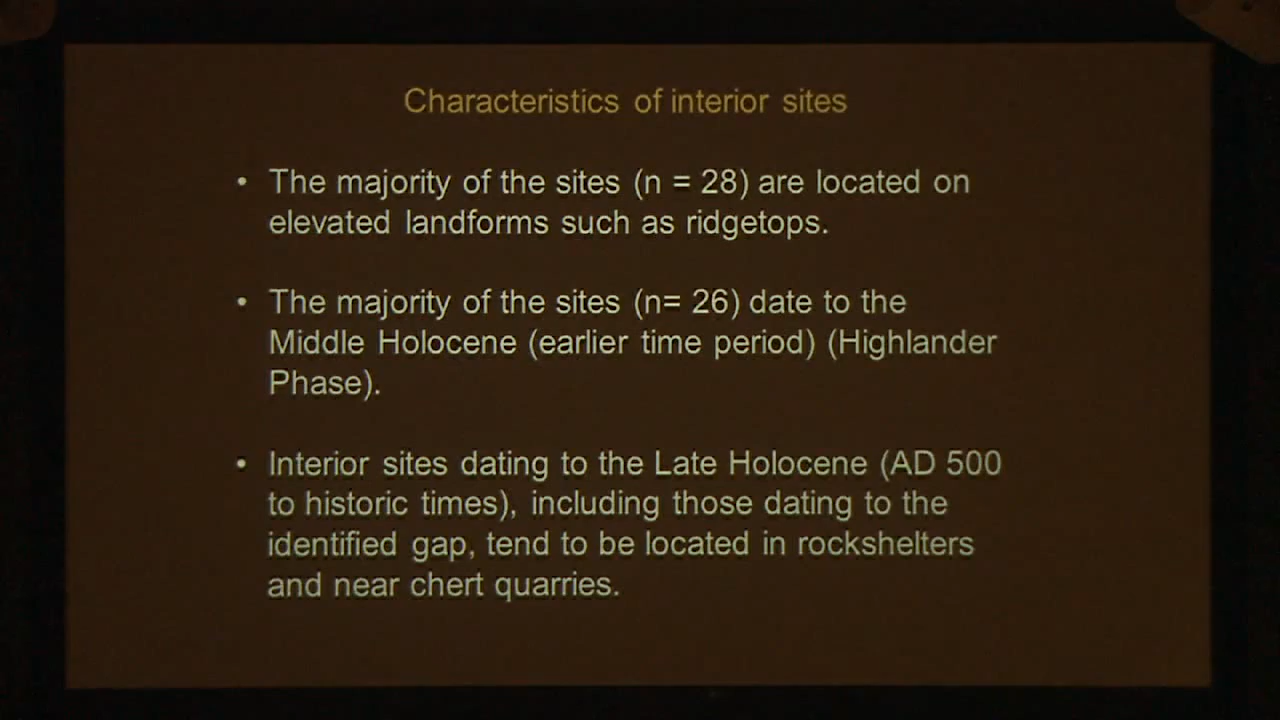 Characteristics of interior sites
• The majority of the sites (n = 28) are located on
elevated landforms such as ridgetops.
• The majority of the sites (n= 26) date to the
Middle Holocene (earlier time period) (Highlander
Phase).
• Interior sites dating to the Late Holocene (AD 500
to historic times), including those dating to the
identified gap, tend to be located in rockshelters
and near chert quarries.